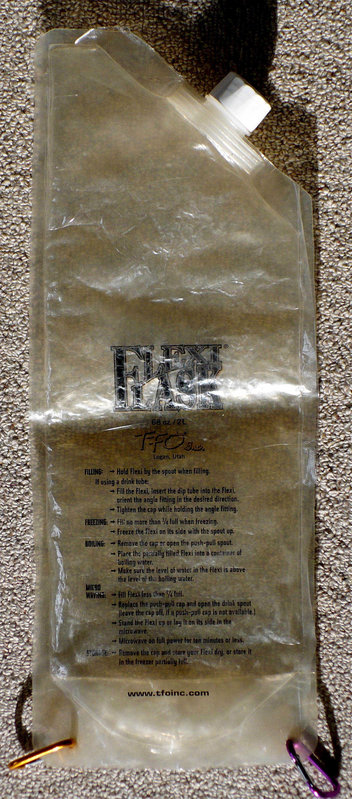 FLEXI
FLASK®
68 oz / 2L
TFO Inc.
Logan, Utah
FILLING: → Hold Flexi by the spout when filling.
If using a drink tube:
→ Fill the Flexi, insert the dip tube into the Flexi,
orient the angle fitting in the desired direction.
→ Tighten the cap while holding the angle fitting.
FREEZING: → Fill no more than ¾ full when freezing.
→ Freeze the Flexi on its side with the spout up.
BOILING: → Remove the cap or open the push-pull spout.
→ Place the partially filled Flexi into a container of
boiling water.
→ Make sure the level of water in the Flexi is above
the level of the boiling water.
MICRO
WAVING: → Fill Flexi less than ¾ full.
→ Replace the push-pull cap and open the drink spout
(leave the cap off, if a push-pull cap is not available.)
→ Stand the Flexi up or lay it on its side in the
microwave.
→ Microwave on full power for ten minutes or less.
STORAGE: → Remove the cap and store your Flexi dry, or store it
in the freezer partially full.
www.tfoinc.com